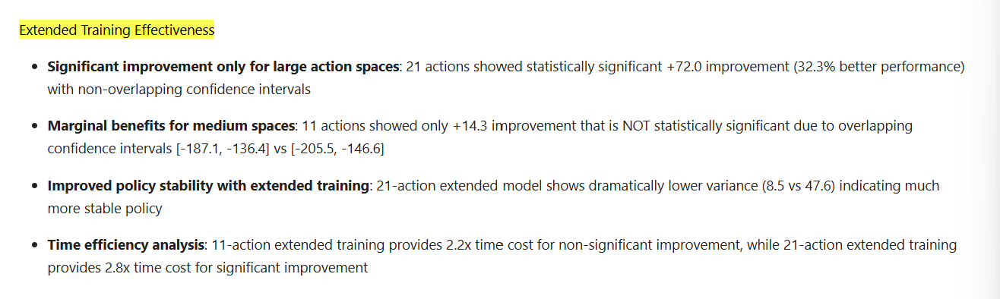 Extended Training Effectiveness
• Significant improvement only for large action spaces: 21 actions showed statistically significant +72.0 improvement (32.3% better performance)
with non-overlapping confidence intervals
• Marginal benefits for medium spaces: 11 actions showed only +14.3 improvement that is NOT statistically significant due to overlapping
confidence intervals [-187.1, -136.4] vs [-205.5, -146.6]
• Improved policy stability with extended training: 21-action extended model shows dramatically lower variance (8.5 vs 47.6) indicating much
more stable policy
• Time efficiency analysis: 11-action extended training provides 2.2x time cost for non-significant improvement, while 21-action extended training
provides 2.8x time cost for significant improvement